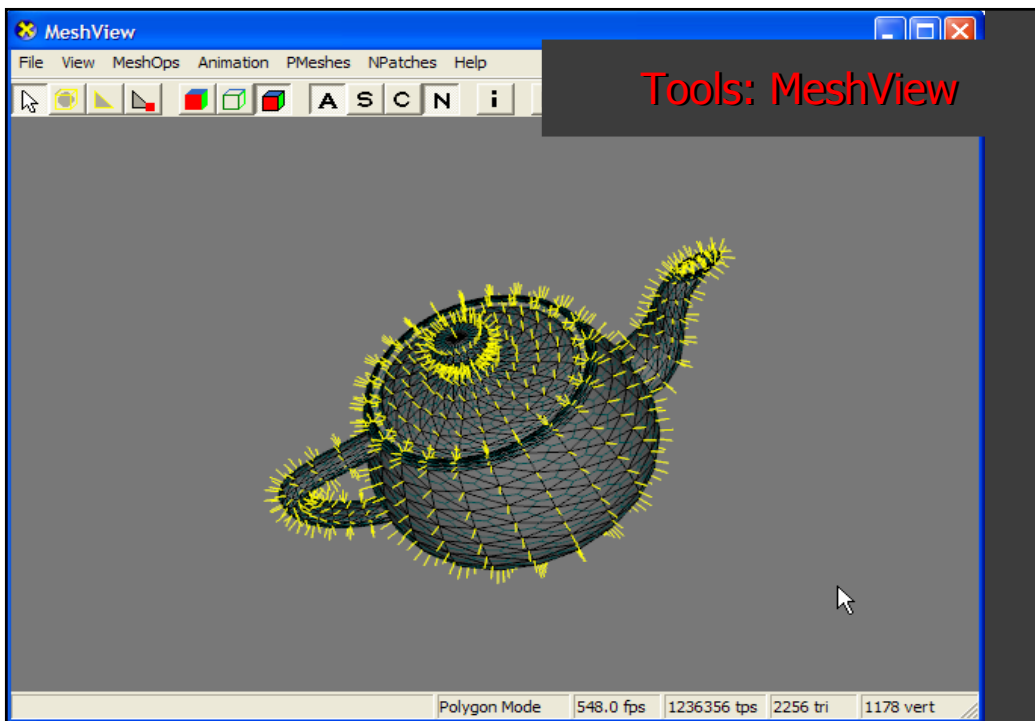 MeshView
File View MeshOps Animation PMeshes NPatches Help
A S C N i
Tools: MeshView
Polygon Mode 548.0 fps 1236356 tps 2256 tri 1178 vert